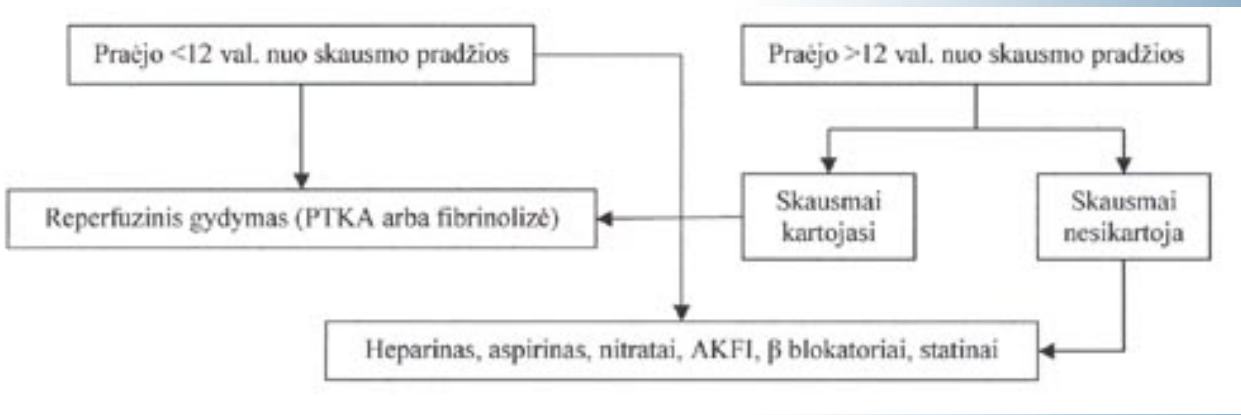 Praėjo <12 val. nuo skausmo pradžios
Praėjo >12 val. nuo skausmo pradžios
Reperfuzinis gydymas (PTKA arba fibrinolizė)
Skausmai
kartojasi
Skausmai
nesikartoja
Heparinas, aspirinas, nitratai, AKFI, β blokatoriai, statinai